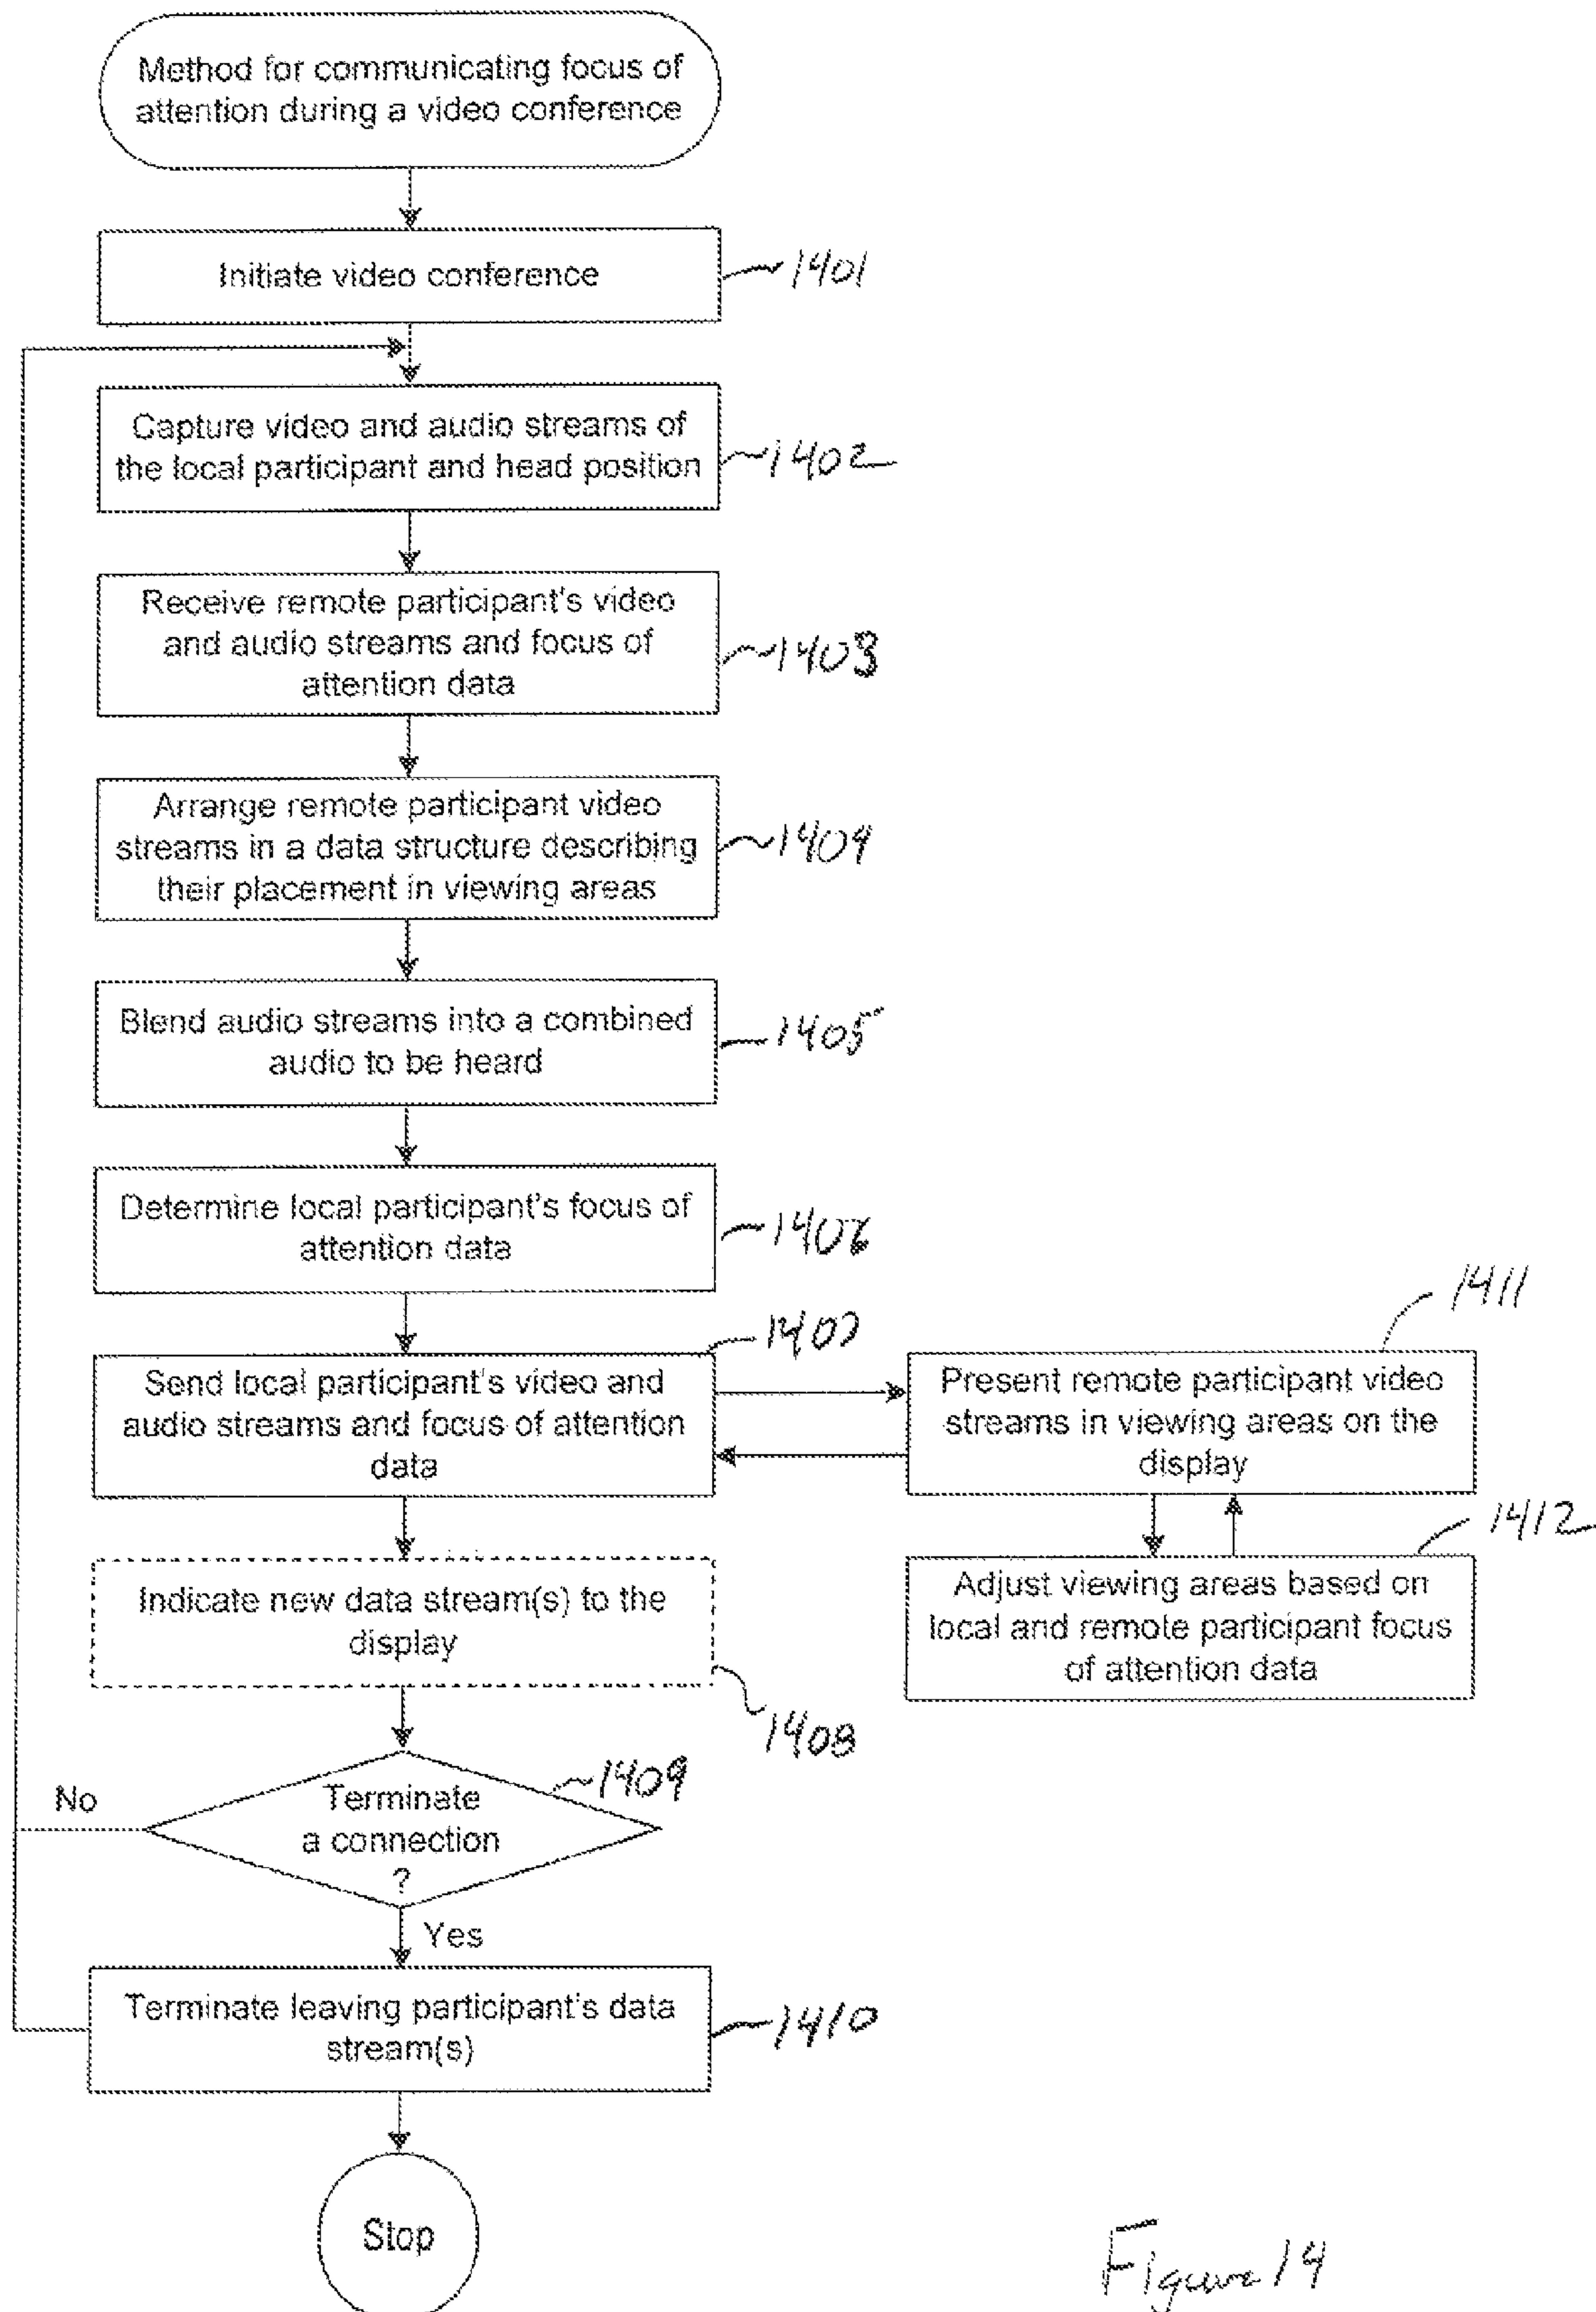 Method for communicating focus of
attention during a video conference
Initiate video conference
1401
Capture video and audio streams of
the local participant and head position
1402
Receive remote participant's video
and audio streams and focus of
attention data
1403
Arrange remote participant video
streams in a data structure describing
their placement in viewing areas
1404
Blend audio streams into a combined
audio to be heard
1405
Determine local participant's focus of
attention data
1406
1407
Send local participant's video and
audio streams and focus of attention
data
1411
Present remote participant video
streams in viewing areas on the
display
1412
Adjust viewing areas based on
local and remote participant focus
of attention data
Indicate new data stream(s) to the
display
1408
1409
Terminate
a connection
?
No
Yes
Terminate leaving participant's data
stream(s)
1410
Stop
Figure 14